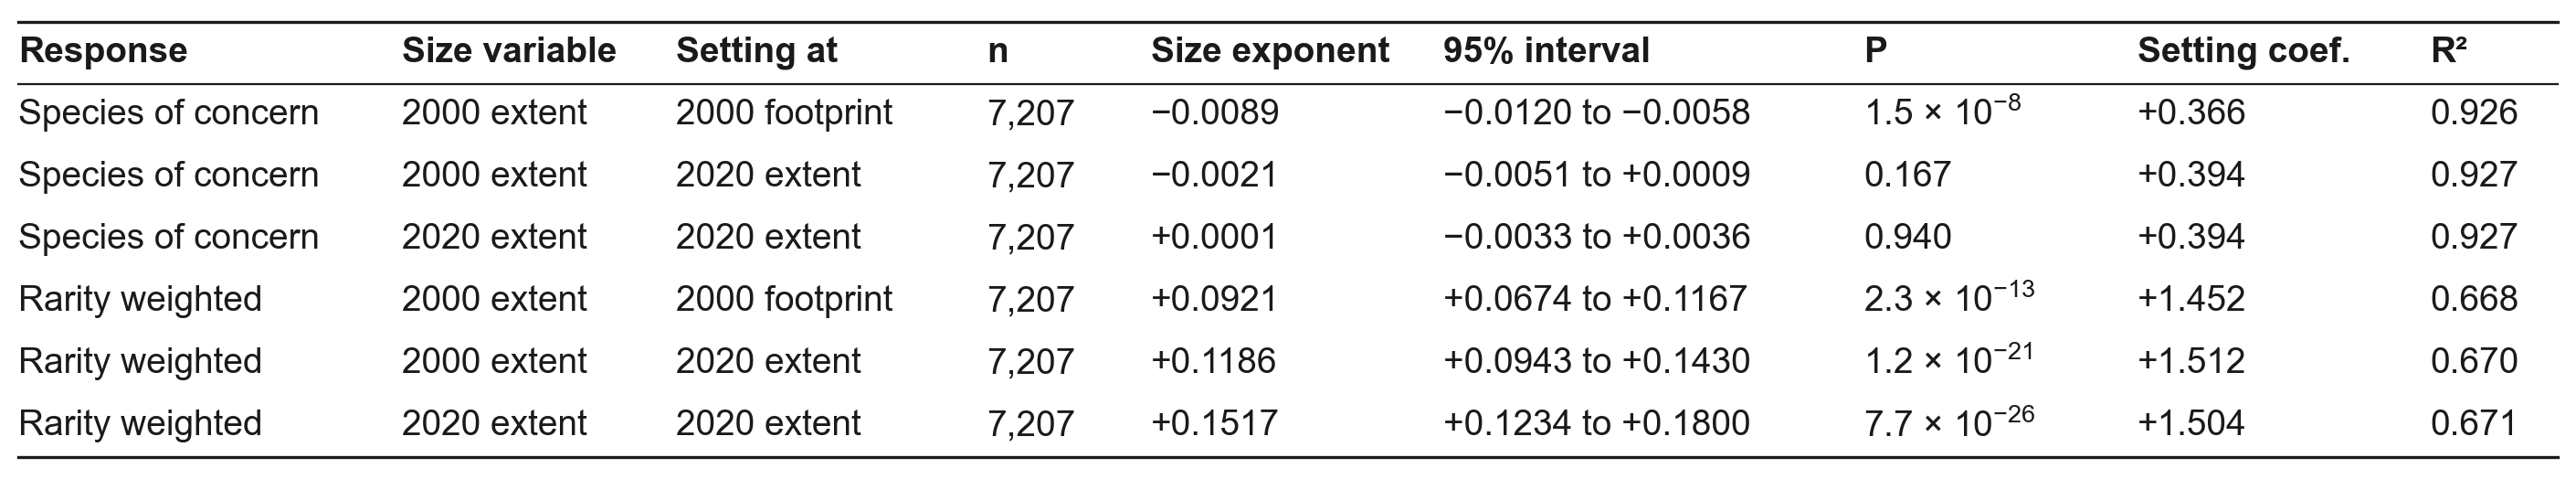 Response Size variable Setting at n Size exponent 95% interval P Setting coef. R²
Species of concern 2000 extent 2000 footprint 7,207 −0.0089 −0.0120 to −0.0058 1.5 × 10⁻⁸ +0.366 0.926
Species of concern 2000 extent 2020 extent 7,207 −0.0021 −0.0051 to +0.0009 0.167 +0.394 0.927
Species of concern 2020 extent 2020 extent 7,207 +0.0001 −0.0033 to +0.0036 0.940 +0.394 0.927
Rarity weighted 2000 extent 2000 footprint 7,207 +0.0921 +0.0674 to +0.1167 2.3 × 10⁻¹³ +1.452 0.668
Rarity weighted 2000 extent 2020 extent 7,207 +0.1186 +0.0943 to +0.1430 1.2 × 10⁻²¹ +1.512 0.670
Rarity weighted 2020 extent 2020 extent 7,207 +0.1517 +0.1234 to +0.1800 7.7 × 10⁻²⁶ +1.504 0.671